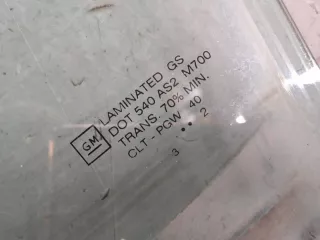 GM
LAMINATED GS
DOT 540 AS2 M700
TRANS. 70% MIN.
CLT - PGW 40
2
3